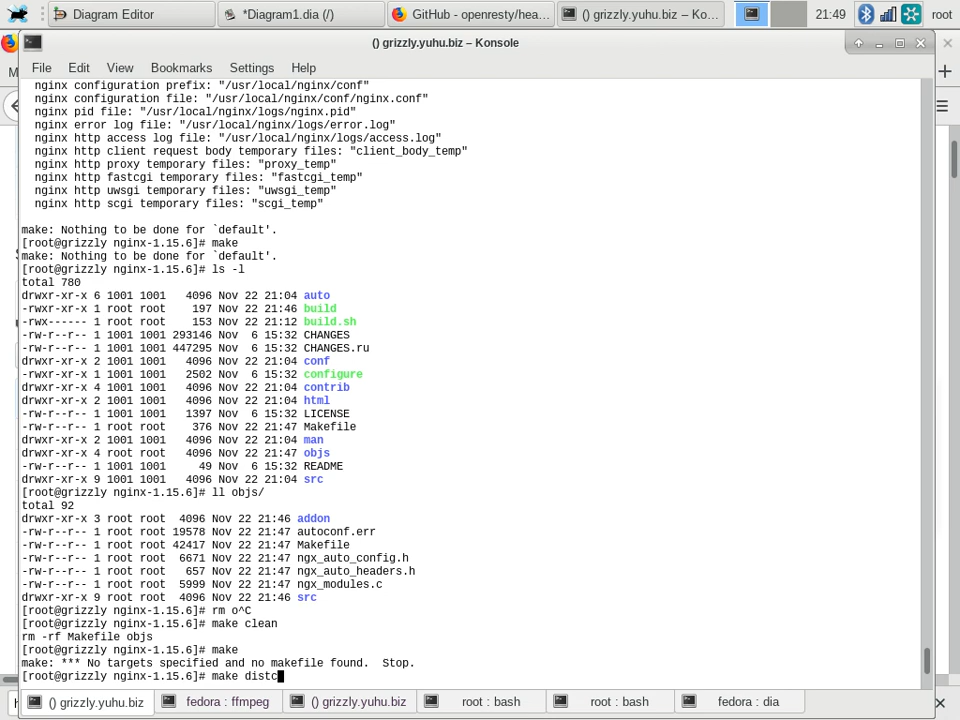 Diagram Editor
*Diagram1.dia (/)
GitHub - openresty/hea...
() grizzly.yuhu.biz – Ko...
21:49
root
() grizzly.yuhu.biz – Konsole
File Edit View Bookmarks Settings Help
nginx configuration prefix: "/usr/local/nginx/conf"
nginx configuration file: "/usr/local/nginx/conf/nginx.conf"
nginx pid file: "/usr/local/nginx/logs/nginx.pid"
nginx error log file: "/usr/local/nginx/logs/error.log"
nginx http access log file: "/usr/local/nginx/logs/access.log"
nginx http client request body temporary files: "client_body_temp"
nginx http proxy temporary files: "proxy_temp"
nginx http fastcgi temporary files: "fastcgi_temp"
nginx http uwsgi temporary files: "uwsgi_temp"
nginx http scgi temporary files: "scgi_temp"
make: Nothing to be done for `default'.
[root@grizzly nginx-1.15.6]# make
make: Nothing to be done for `default'.
[root@grizzly nginx-1.15.6]# ls -l
total 780
drwxr-xr-x 6 1001 1001   4096 Nov 22 21:04 auto
-rwxr-xr-x 1 root root    197 Nov 22 21:46 build
-rwx------ 1 root root    153 Nov 22 21:12 build.sh
-rw-r--r-- 1 1001 1001 293146 Nov  6 15:32 CHANGES
-rw-r--r-- 1 1001 1001 447295 Nov  6 15:32 CHANGES.ru
drwxr-xr-x 2 1001 1001   4096 Nov 22 21:04 conf
-rwxr-xr-x 1 1001 1001   2502 Nov  6 15:32 configure
drwxr-xr-x 4 1001 1001   4096 Nov 22 21:04 contrib
drwxr-xr-x 2 1001 1001   4096 Nov 22 21:04 html
-rw-r--r-- 1 1001 1001   1397 Nov  6 15:32 LICENSE
-rw-r--r-- 1 root root    376 Nov 22 21:47 Makefile
drwxr-xr-x 2 1001 1001   4096 Nov 22 21:04 man
drwxr-xr-x 4 root root   4096 Nov 22 21:47 objs
-rw-r--r-- 1 1001 1001     49 Nov  6 15:32 README
drwxr-xr-x 9 1001 1001   4096 Nov 22 21:04 src
[root@grizzly nginx-1.15.6]# ll objs/
total 92
drwxr-xr-x 3 root root  4096 Nov 22 21:46 addon
-rw-r--r-- 1 root root 19578 Nov 22 21:47 autoconf.err
-rw-r--r-- 1 root root 42417 Nov 22 21:47 Makefile
-rw-r--r-- 1 root root  6671 Nov 22 21:47 ngx_auto_config.h
-rw-r--r-- 1 root root   657 Nov 22 21:47 ngx_auto_headers.h
-rw-r--r-- 1 root root  5999 Nov 22 21:47 ngx_modules.c
drwxr-xr-x 9 root root  4096 Nov 22 21:46 src
[root@grizzly nginx-1.15.6]# rm o^C
[root@grizzly nginx-1.15.6]# make clean
rm -rf Makefile objs
[root@grizzly nginx-1.15.6]# make
make: *** No targets specified and no makefile found.  Stop.
[root@grizzly nginx-1.15.6]# make distc
() grizzly.yuhu.biz
fedora : ffmpeg
() grizzly.yuhu.biz
root : bash
root : bash
fedora : dia